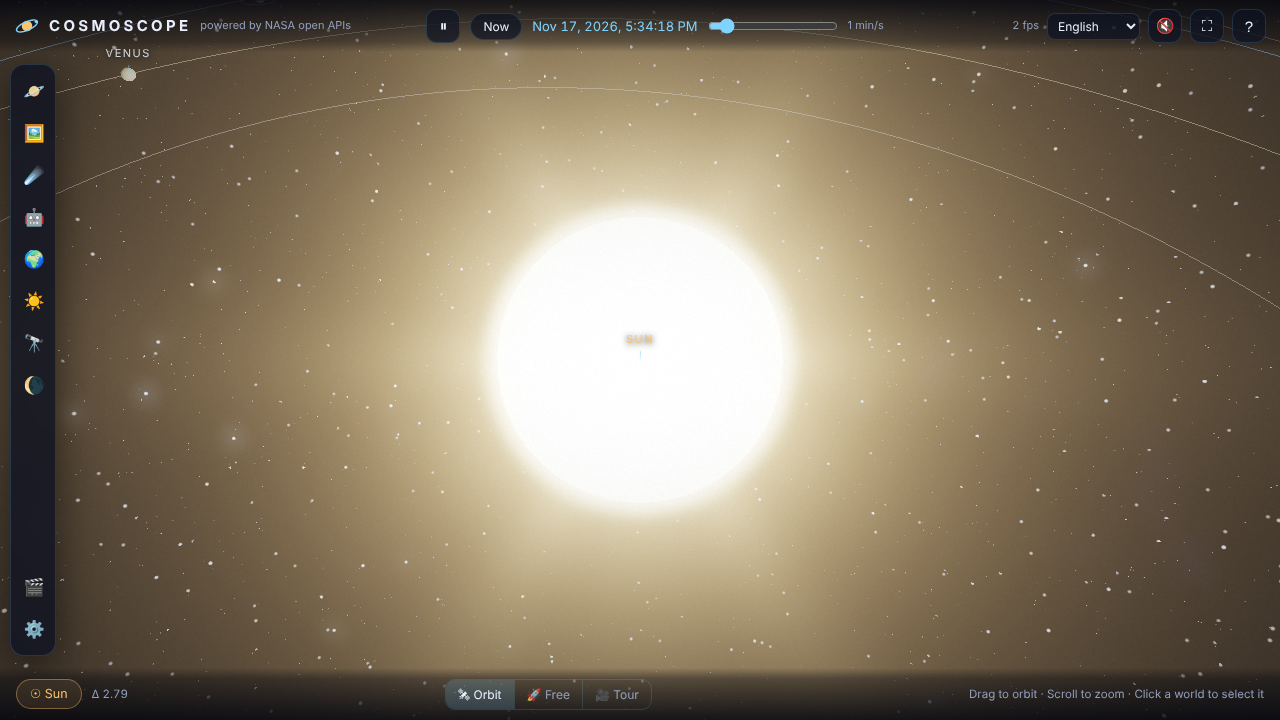 COSMOSCOPE powered by NASA open APIs
Now Nov 17, 2026, 5:34:18 PM 1 min/s
2 fps English ?
VENUS
SUN
☉ Sun Δ 2.79
Orbit Free Tour
Drag to orbit · Scroll to zoom · Click a world to select it